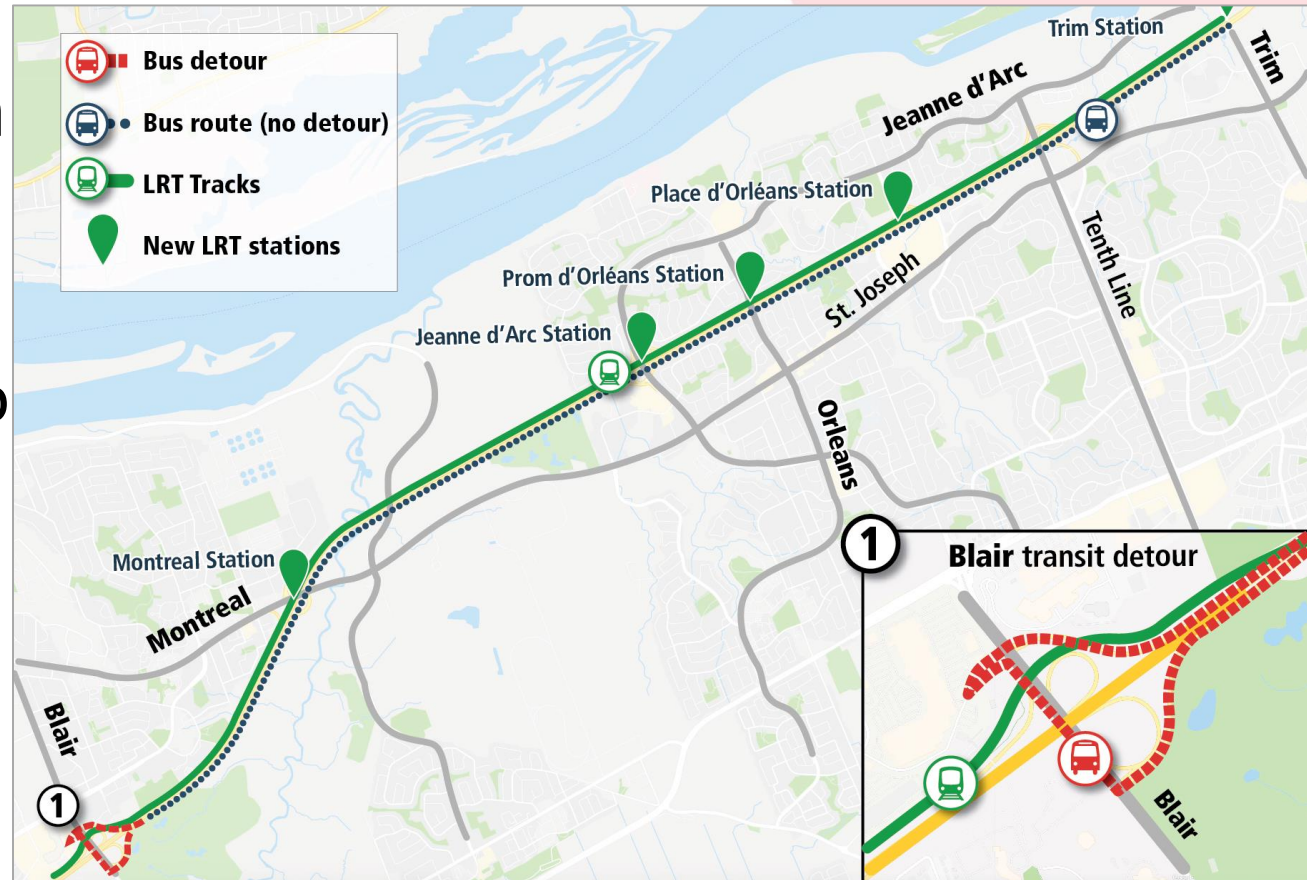 Bus detour
Bus route (no detour)
LRT Tracks
New LRT stations
Trim Station
Trim
Jeanne d'Arc
Place d'Orléans Station
Tenth Line
Prom d'Orléans Station
St. Joseph
Jeanne d'Arc Station
Orleans
Montreal Station
Montreal
Blair
1
1
Blair transit detour
Blair